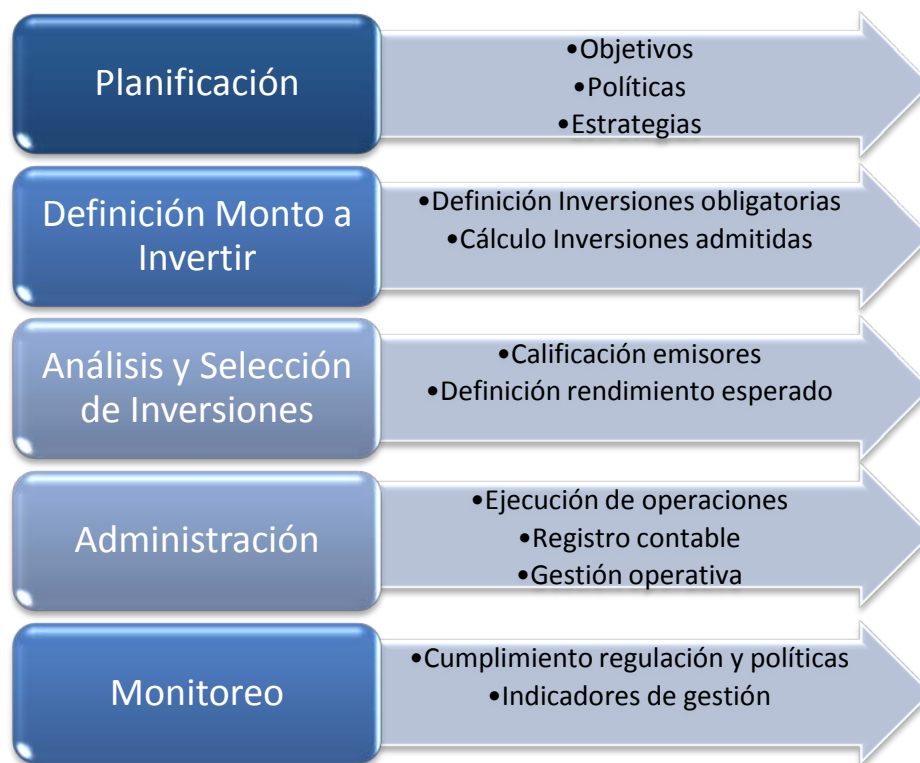 Planificación
•Objetivos
•Políticas
•Estrategias
Definición Monto a
Invertir
•Definición Inversiones obligatorias
•Cálculo Inversiones admitidas
Análisis y Selección
de Inversiones
•Calificación emisores
•Definición rendimiento esperado
Administración
•Ejecución de operaciones
•Registro contable
•Gestión operativa
Monitoreo
•Cumplimiento regulación y políticas
•Indicadores de gestión